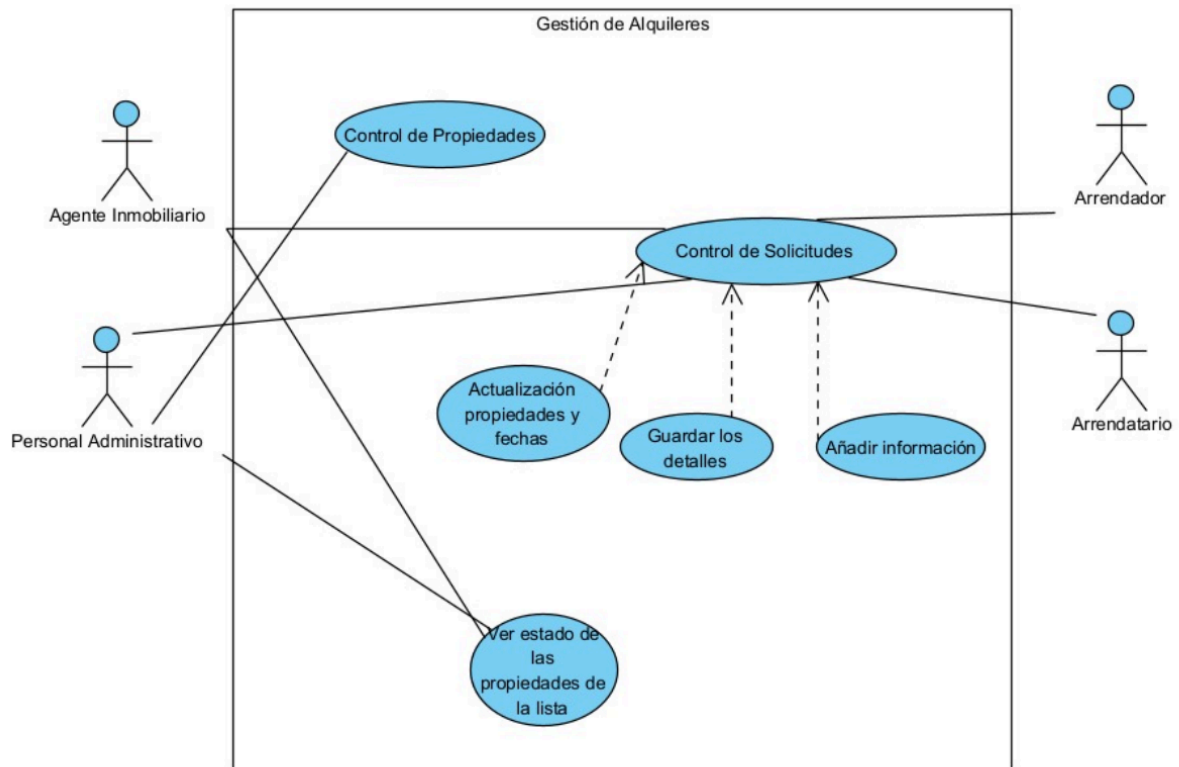 Gestión de Alquileres
Control de Propiedades
Agente Inmobiliario
Arrendador
Control de Solicitudes
Personal Administrativo
Arrendatario
Actualización
propiedades y
fechas
Guardar los
detalles
Añadir información
Ver estado de
las
propiedades de
la lista